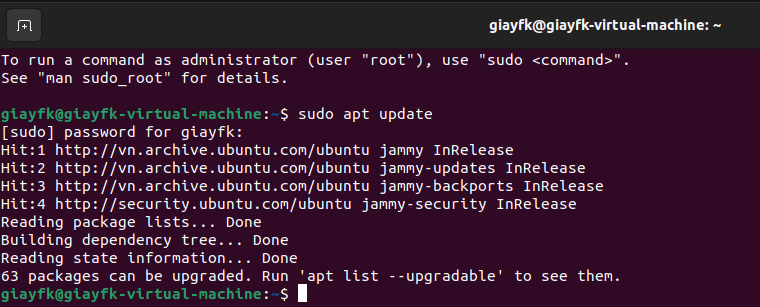 giayfk@giayfk-virtual-machine: ~
To run a command as administrator (user "root"), use "sudo <command>".
See "man sudo_root" for details.
giayfk@giayfk-virtual-machine:~$ sudo apt update
[sudo] password for giayfk:
Hit:1 http://vn.archive.ubuntu.com/ubuntu jammy InRelease
Hit:2 http://vn.archive.ubuntu.com/ubuntu jammy-updates InRelease
Hit:3 http://vn.archive.ubuntu.com/ubuntu jammy-backports InRelease
Hit:4 http://security.ubuntu.com/ubuntu jammy-security InRelease
Reading package lists... Done
Building dependency tree... Done
Reading state information... Done
63 packages can be upgraded. Run 'apt list --upgradable' to see them.
giayfk@giayfk-virtual-machine:~$